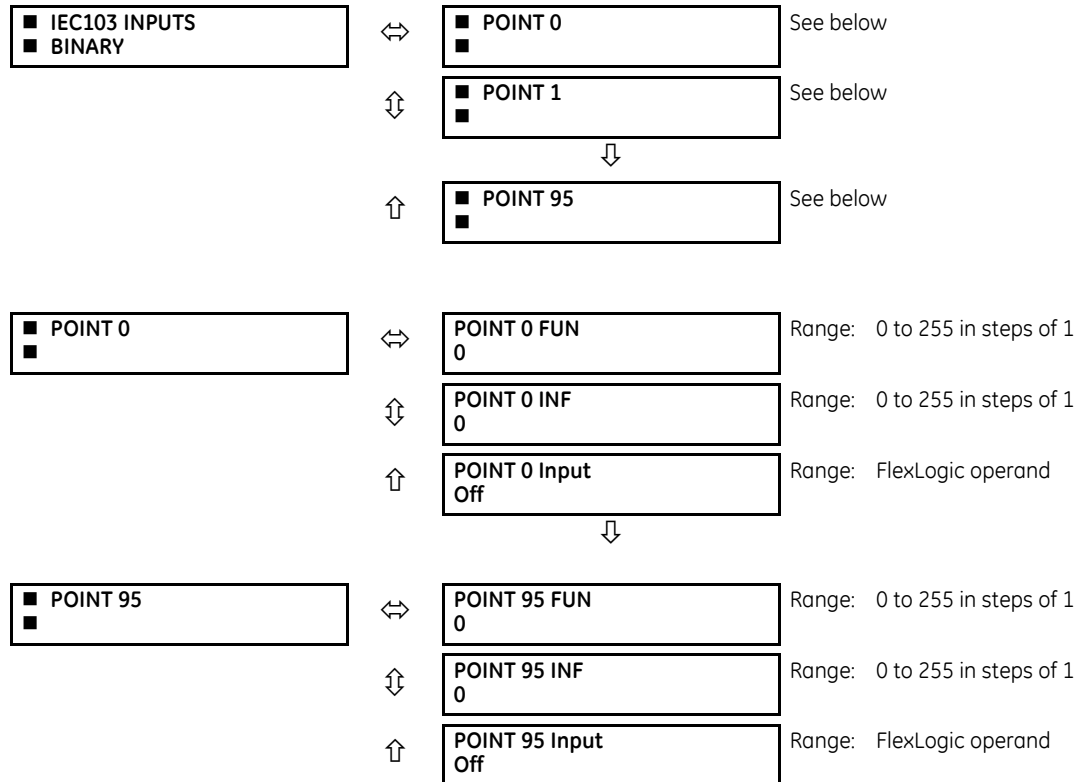 ■ IEC103 INPUTS
■ BINARY
■ POINT 0
■
See below
■ POINT 1
■
See below
■ POINT 95
■
See below
■ POINT 0
■
POINT 0 FUN
0
Range: 0 to 255 in steps of 1
POINT 0 INF
0
Range: 0 to 255 in steps of 1
POINT 0 Input
Off
Range: FlexLogic operand
■ POINT 95
■
POINT 95 FUN
0
Range: 0 to 255 in steps of 1
POINT 95 INF
0
Range: 0 to 255 in steps of 1
POINT 95 Input
Off
Range: FlexLogic operand